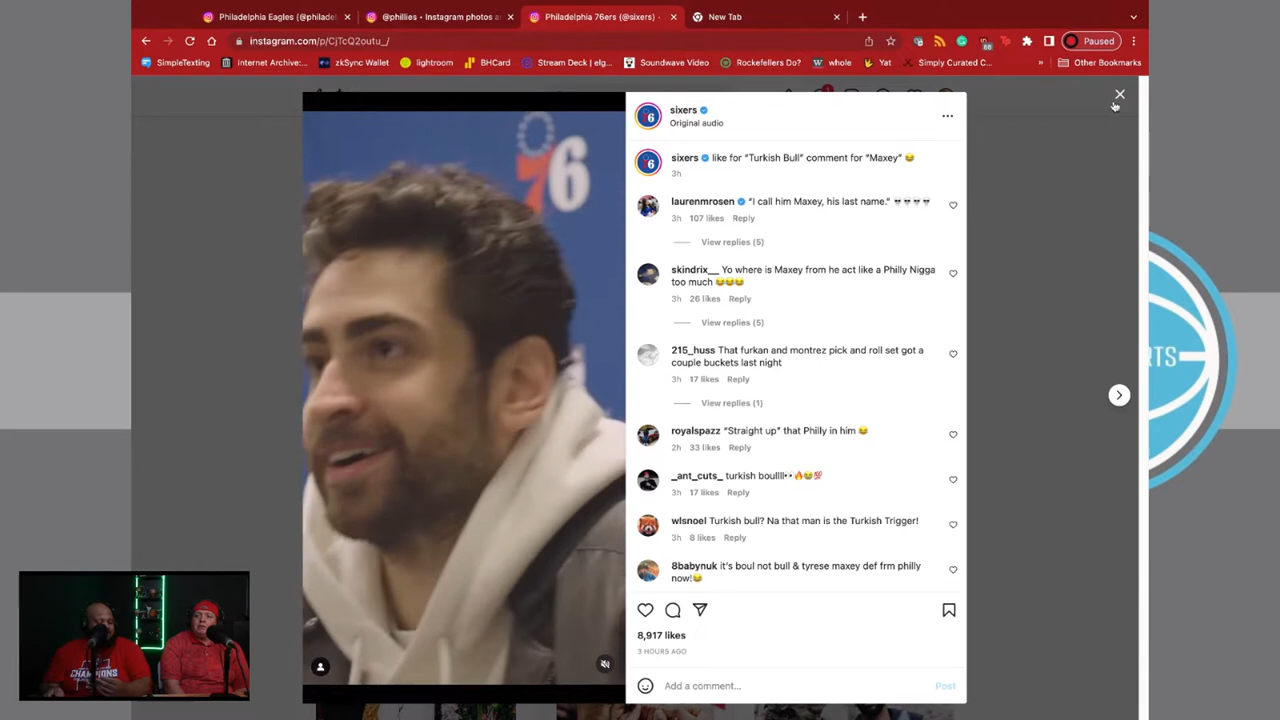 Philadelphia Eagles (@philadel
@phillies • Instagram photos a
Philadelphia 76ers (@sixers) ·
New Tab
instagram.com/p/CjTcQ2outu_/
Paused
SimpleTexting
Internet Archive:...
zkSync Wallet
lightroom
BHCard
Stream Deck | elg...
Soundwave Video
Rockefellers Do?
whole
Yat
Simply Curated C...
»
Other Bookmarks
76
sixers
Original audio
sixers like for "Turkish Bull" comment for "Maxey" 😂
3h
laurenmrosen "I call him Maxey, his last name." 💀💀💀💀
3h 107 likes Reply
View replies (5)
skindrix__ Yo where is Maxey from he act like a Philly Nigga
too much 😂😂😂
3h 26 likes Reply
View replies (5)
215_huss That furkan and montrez pick and roll set got a
couple buckets last night
3h 17 likes Reply
View replies (1)
royalspazz "Straight up" that Philly in him 😂
2h 33 likes Reply
_ant_cuts_ turkish boullll👀🔥😂💯
3h 17 likes Reply
wlsnoel Turkish bull? Na that man is the Turkish Trigger!
3h 8 likes Reply
8babynuk it's boul not bull & tyrese maxey def frm philly
now!😂
8,917 likes
3 HOURS AGO
Add a comment...
Post
RTS
CHAMPIONS